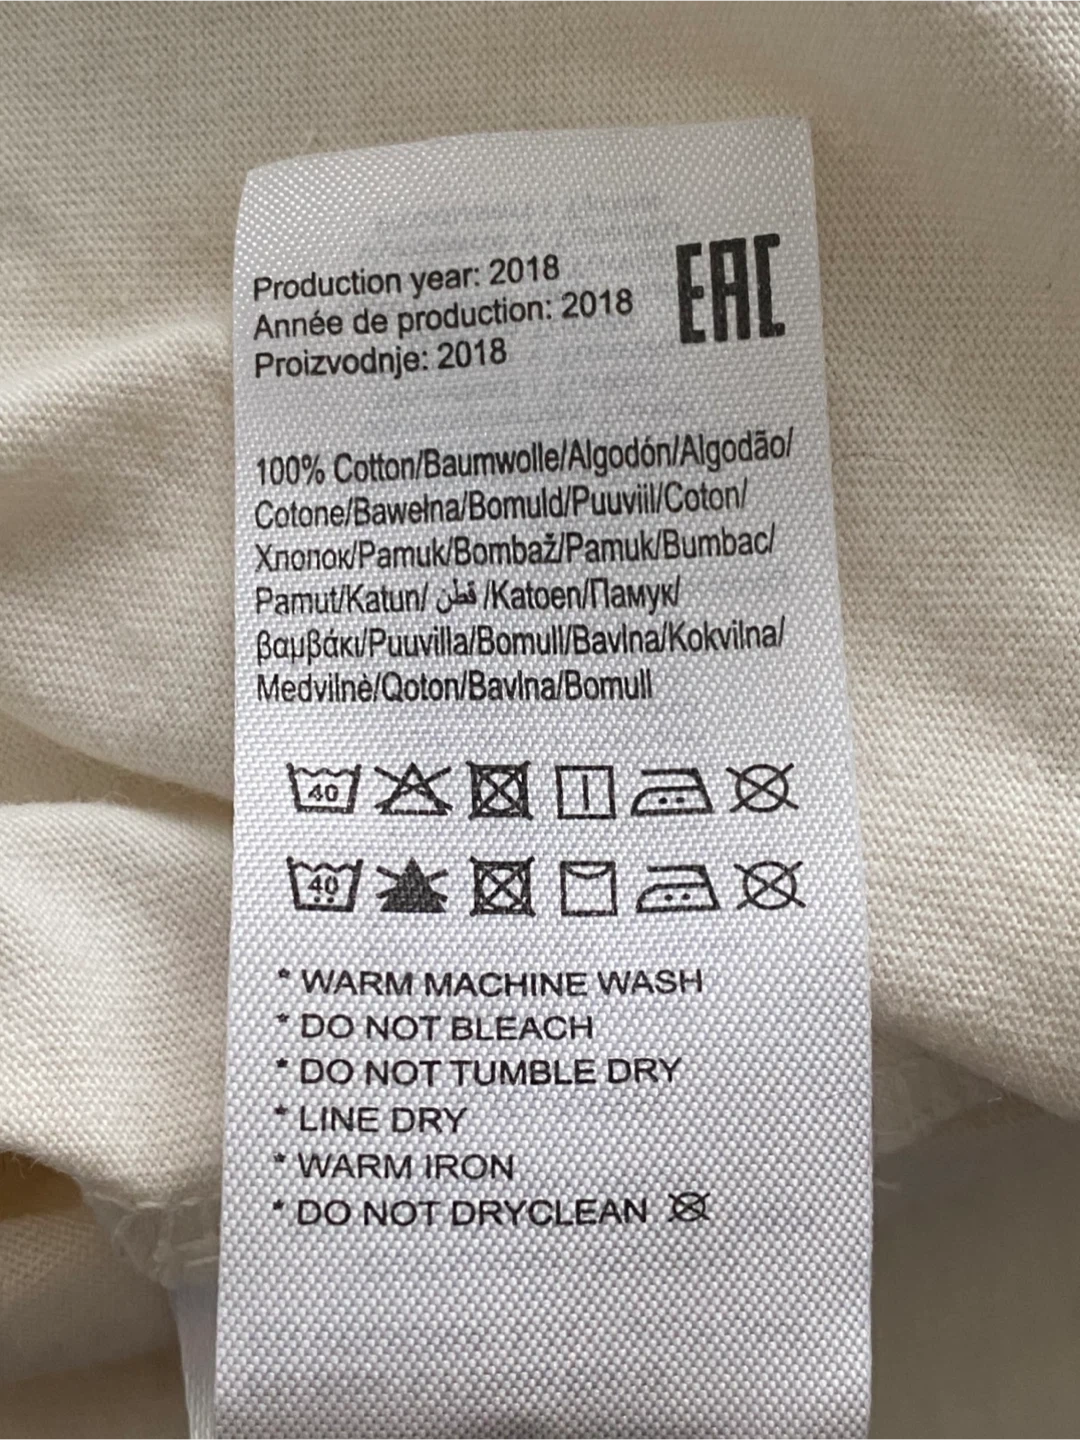 Production year: 2018
Année de production: 2018
Proizvodnje: 2018
EAC
100% Cotton/Baumwolle/Algodón/Algodão/
Cotone/Bawełna/Bomuld/Puuviil/Coton/
Хлопок/Pamuk/Bombaž/Pamuk/Bumbac/
Pamut/Katun/ قطن /Katoen/Памук/
βαμβάκι/Puuvilla/Bomull/Bavlna/Kokvilna/
Medvilnė/Qoton/Bavlna/Bomull
40
40
* WARM MACHINE WASH
* DO NOT BLEACH
* DO NOT TUMBLE DRY
* LINE DRY
* WARM IRON
* DO NOT DRYCLEAN